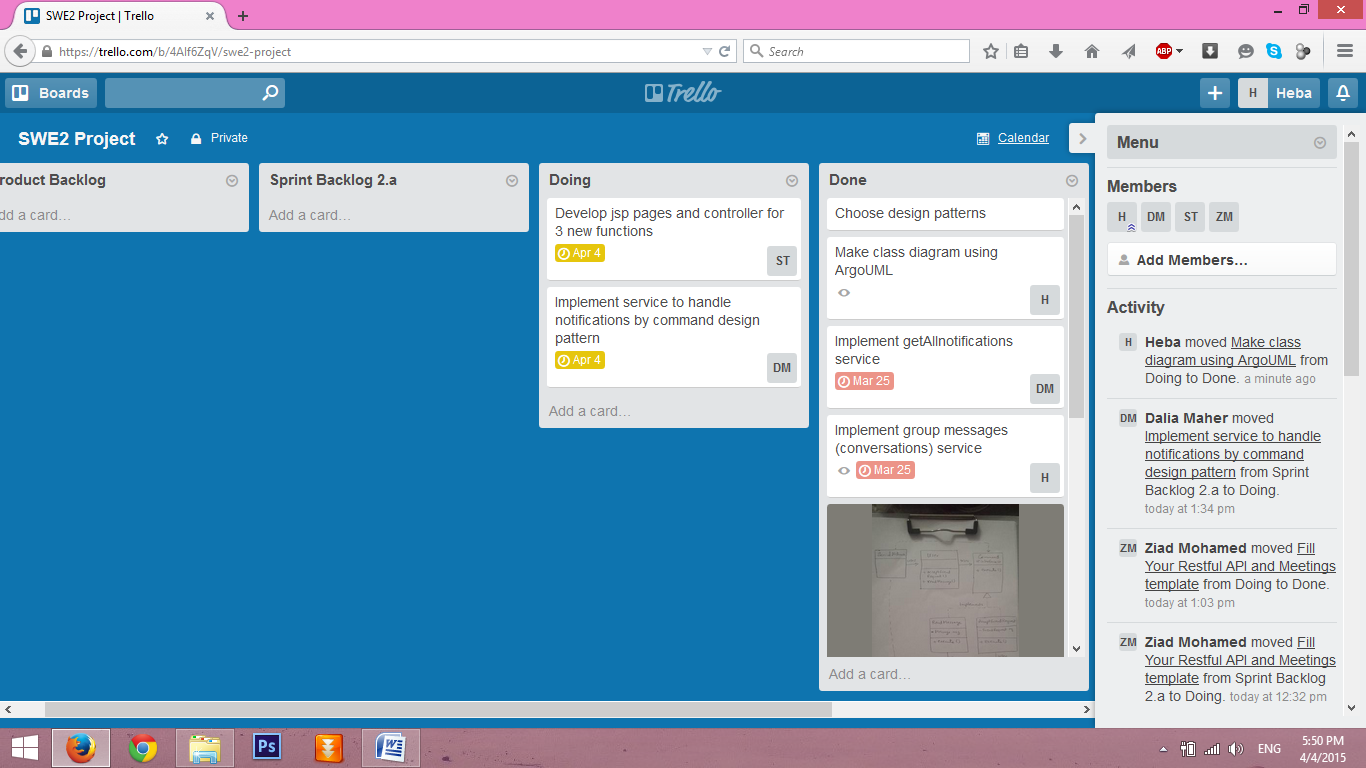 SWE2 Project | Trello
https://trello.com/b/4Alf6ZqV/swe2-project
Search
ABP
Boards
Trello
H
Heba
SWE2 Project
Private
Calendar
roduct Backlog
dd a card...
Sprint Backlog 2.a
Add a card...
Doing
Develop jsp pages and controller for
3 new functions
Apr 4
ST
Implement service to handle
notifications by command design
pattern
Apr 4
DM
Add a card...
Done
Choose design patterns
Make class diagram using
ArgoUML
H
Implement getAllnotifications
service
Mar 25
DM
Implement group messages
(conversations) service
Mar 25
H
Add a card...
Menu
Members
H DM ST ZM
Add Members...
Activity
H
Heba moved Make class
diagram using ArgoUML from
Doing to Done. a minute ago
DM
Dalia Maher moved
Implement service to handle
notifications by command
design pattern from Sprint
Backlog 2.a to Doing.
today at 1:34 pm
ZM
Ziad Mohamed moved Fill
Your Restful API and Meetings
template from Doing to Done.
today at 1:03 pm
ZM
Ziad Mohamed moved Fill
Your Restful API and Meetings
template from Sprint Backlog
2.a to Doing. today at 12:32 pm
Ps
ENG
5:50 PM
4/4/2015